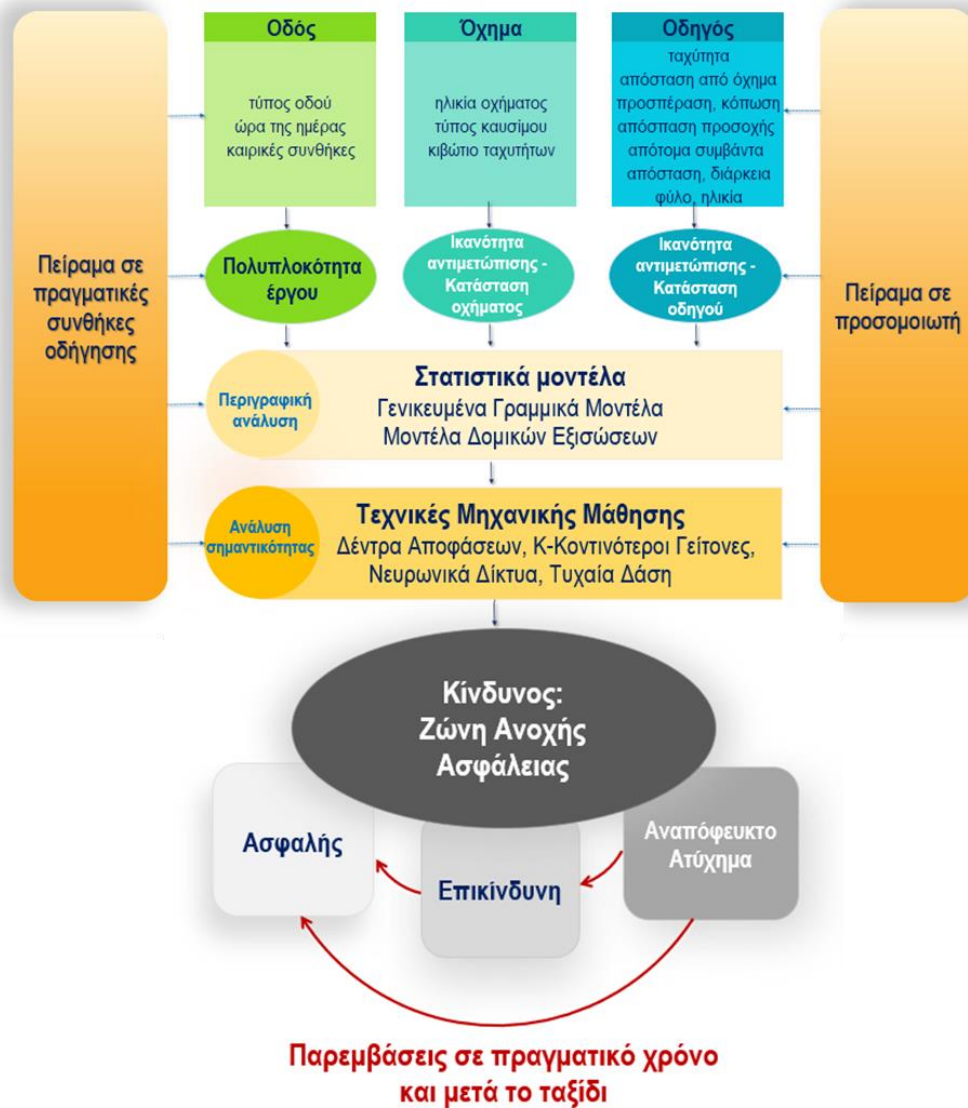 Οδός
τύπος οδού
ώρα της ημέρας
καιρικές συνθήκες
Όχημα
ηλικία οχήματος
τύπος καυσίμου
κιβώτιο ταχυτήτων
Οδηγός
ταχύτητα
απόσταση από όχημα
προσπέραση, κόπωση
απόσπαση προσοχής
απότομα συμβάντα
απόσταση, διάρκεια
φύλο, ηλικία
Πείραμα σε
πραγματικές
συνθήκες
οδήγησης
Πολυπλοκότητα
έργου
Ικανότητα
αντιμετώπισης -
Κατάσταση
οχήματος
Ικανότητα
αντιμετώπισης -
Κατάσταση
οδηγού
Πείραμα σε
προσομοιωτή
Περιγραφική
ανάλυση
Στατιστικά μοντέλα
Γενικευμένα Γραμμικά Μοντέλα
Μοντέλα Δομικών Εξισώσεων
Ανάλυση
σημαντικότητας
Τεχνικές Μηχανικής Μάθησης
Δέντρα Αποφάσεων, Κ-Κοντινότεροι Γείτονες,
Νευρωνικά Δίκτυα, Τυχαία Δάση
Κίνδυνος:
Ζώνη Ανοχής
Ασφάλειας
Ασφαλής
Επικίνδυνη
Αναπόφευκτο
Ατύχημα
Παρεμβάσεις σε πραγματικό χρόνο
και μετά το ταξίδι